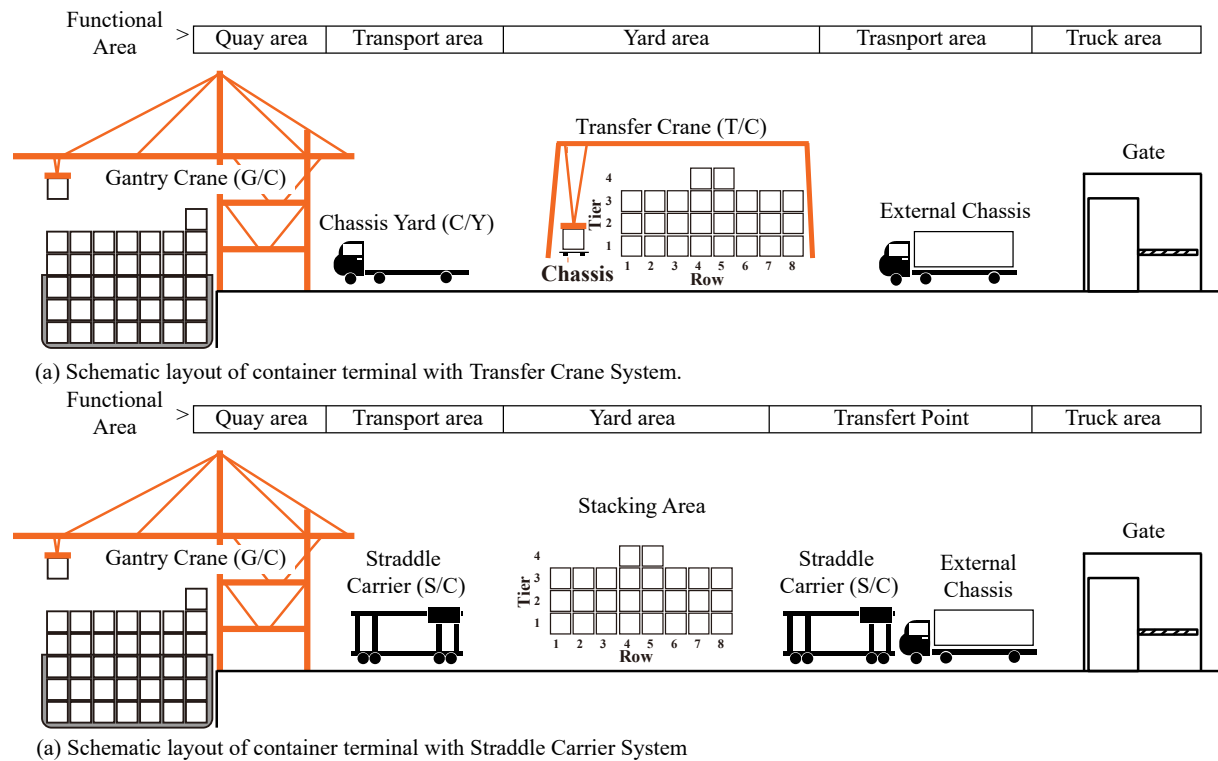 Functional
Area
>
Quay area
Transport area
Yard area
Trasnport area
Truck area
Transfer Crane (T/C)
Gate
Gantry Crane (G/C)
Chassis Yard (C/Y)
External Chassis
4
3
2
1
Tier
Chassis
1 2 3 4 5 6 7 8
Row
(a) Schematic layout of container terminal with Transfer Crane System.
Functional
Area
>
Quay area
Transport area
Yard area
Transfert Point
Truck area
Stacking Area
Gate
Gantry Crane (G/C)
Straddle
Carrier (S/C)
4
3
2
1
Tier
1 2 3 4 5 6 7 8
Row
Straddle
Carrier (S/C)
External
Chassis
(a) Schematic layout of container terminal with Straddle Carrier System